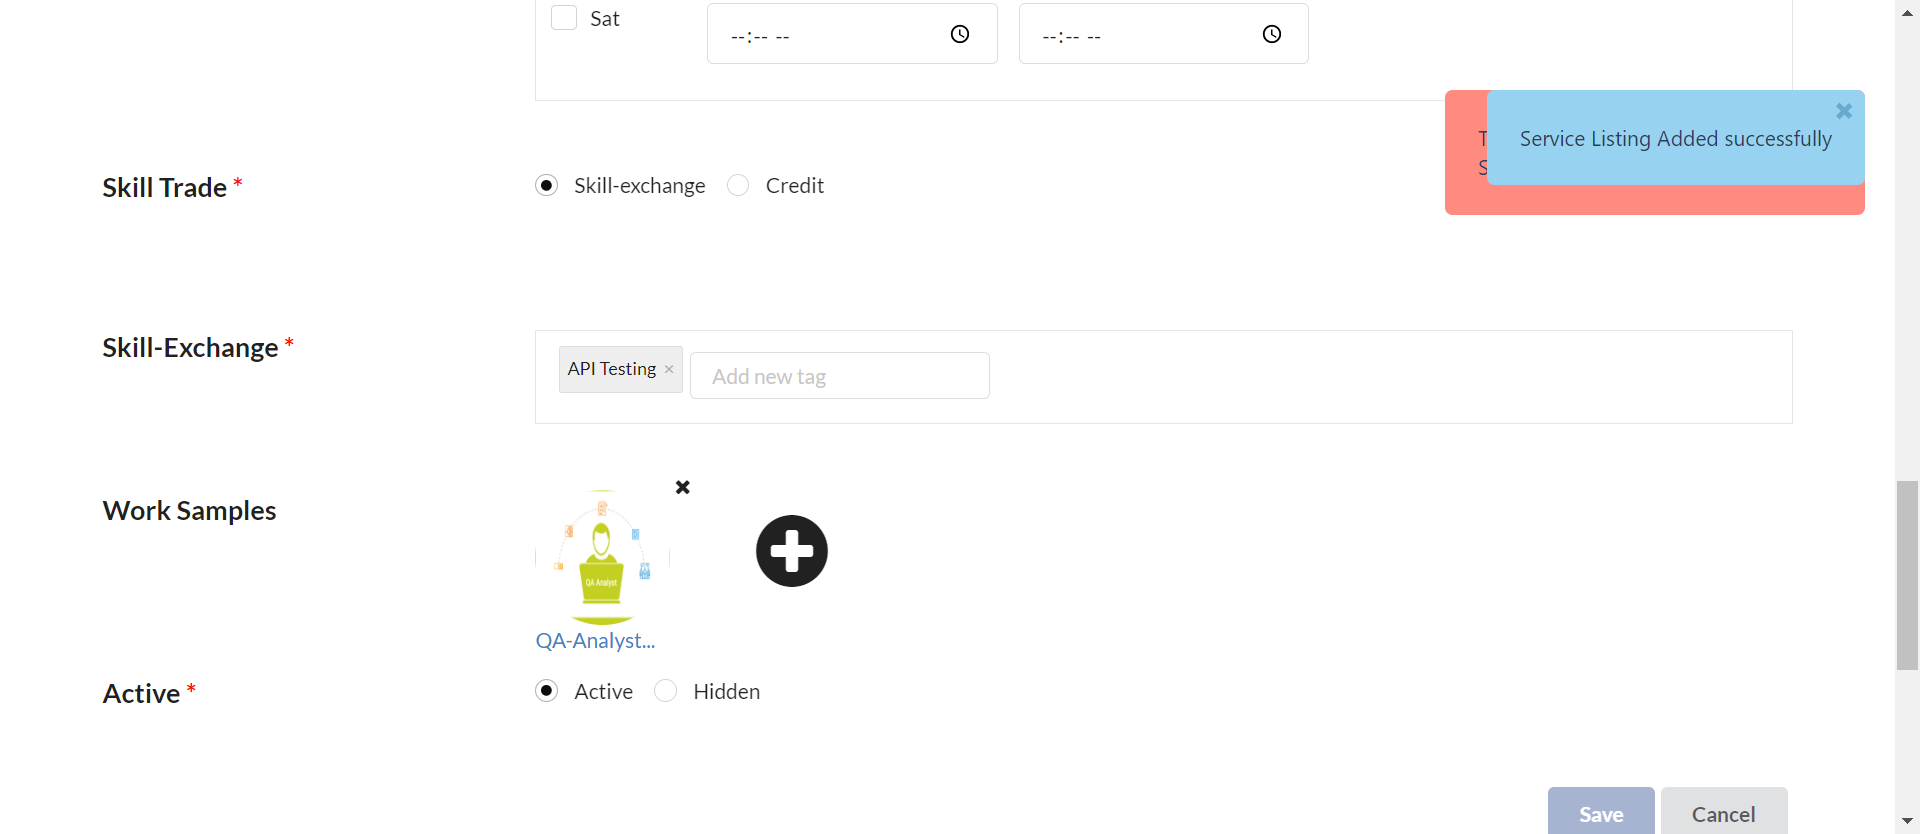 Sat
--:-- --
--:-- --
Service Listing Added successfully
Skill Trade *
Skill-exchange
Credit
Skill-Exchange *
API Testing ×
Add new tag
Work Samples
QA Analyst
QA-Analyst...
Active *
Active
Hidden
Save
Cancel